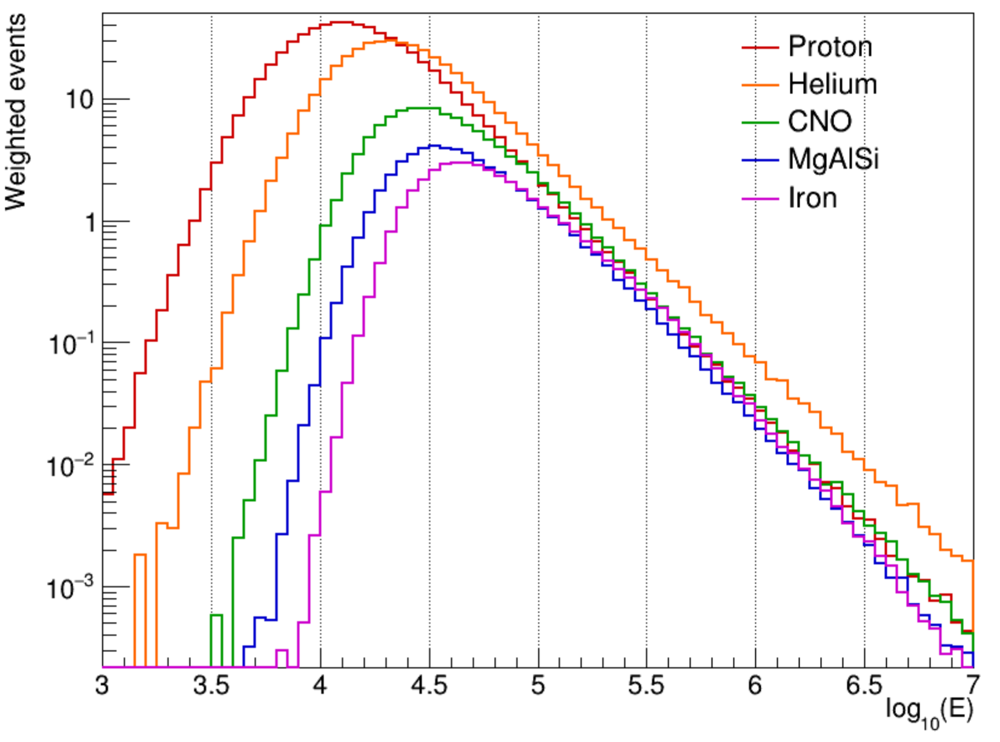 Weighted events
10
1
10⁻¹
10⁻²
10⁻³
Proton
Helium
CNO
MgAlSi
Iron
3 3.5 4 4.5 5 5.5 6 6.5 7
log₁₀(E)